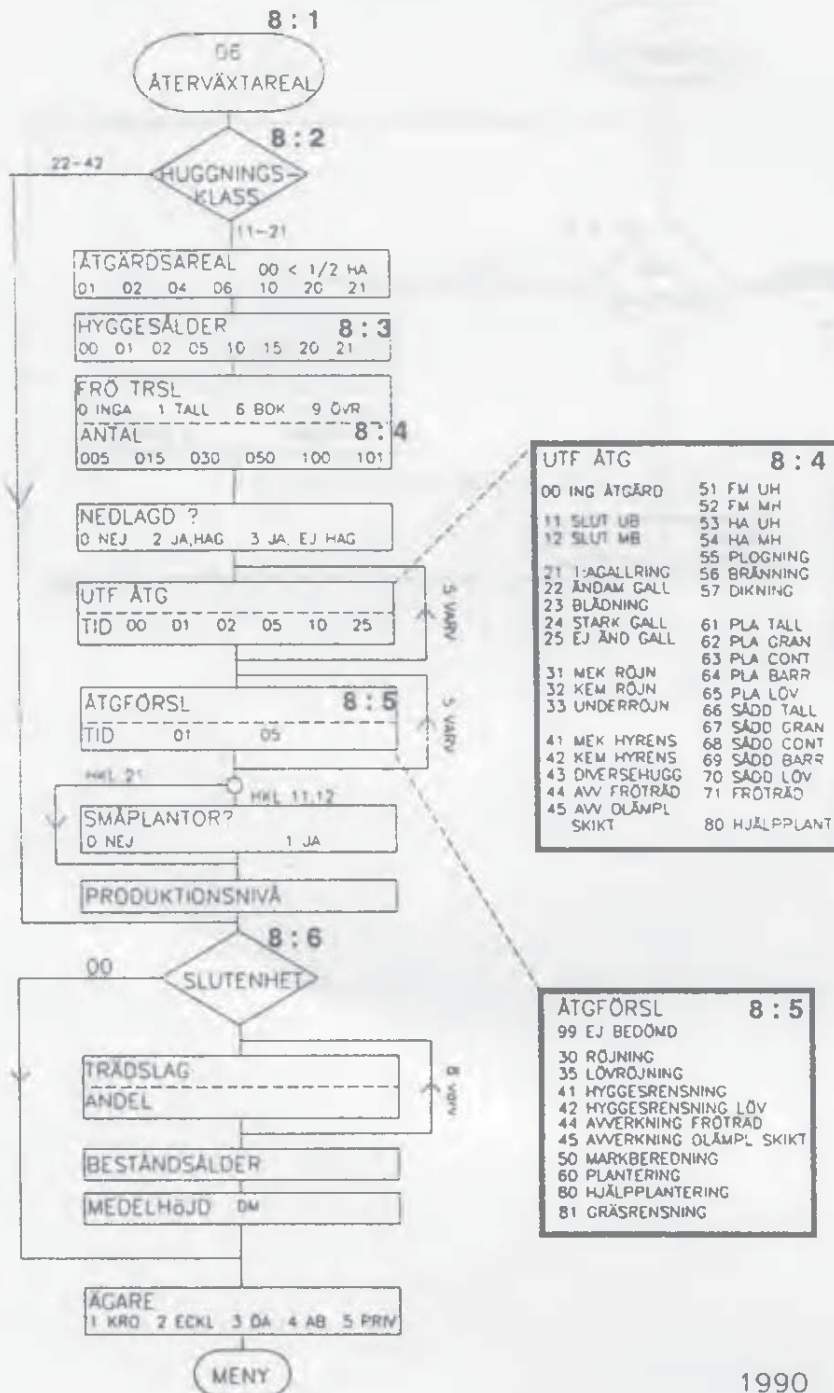 8:1
06
ÅTERVÄXTAREAL
8:2
22-42
HUGGNINGS-
KLASS
11-21
ÅTGÄRDSAREAL 00 < 1/2 HA
01 02 04 06 10 20 21
HYGGESÅLDER 8:3
00 01 02 05 10 15 20 21
FRÖ TRSL
0 INGA 1 TALL 6 BOK 9 ÖVR
ANTAL 8:4
005 015 030 050 100 101
NEDLAGD ?
0 NEJ 2 JA,HAG 3 JA, EJ HAG
UTF ÅTG
TID 00 01 02 05 10 25
5 VARV
ÅTGFÖRSL 8:5
TID 01 05
5 VARV
HKL 21
HKL 11,12
SMÅPLANTOR?
0 NEJ 1 JA
PRODUKTIONSNIVÅ
8:6
00
SLUTENHET
TRÄDSLAG
ANDEL
8 varv
BESTÅNDSÅLDER
MEDELHÖJD DM
ÄGARE
1 KRO 2 ECKL 3 DA 4 AB 5 PRIV
MENY
UTF ÅTG 8:4
00 ING ÅTGÄRD
11 SLUT UB
12 SLUT MB
21 1:AGALLRING
22 ÄNDAM GALL
23 BLÄDNING
24 STARK GALL
25 EJ ÄND GALL
31 MEK RÖJN
32 KEM RÖJN
33 UNDERRÖJN
41 MEK HYRENS
42 KEM HYRENS
43 DIVERSEHUGG
44 AVV FRÖTRÄD
45 AVV OLÄMPL
SKIKT
51 FM UH
52 FM MH
53 HA UH
54 HA MH
55 PLOGNING
56 BRÄNNING
57 DIKNING
61 PLA TALL
62 PLA GRAN
63 PLA CONT
64 PLA BARR
65 PLA LÖV
66 SÅDD TALL
67 SÅDD GRAN
68 SÅDD CONT
69 SÅDD BARR
70 SÅDD LÖV
71 FRÖTRÄD
80 HJÄLPPLANT
ÅTGFÖRSL 8:5
99 EJ BEDÖMD
30 RÖJNING
35 LÖVRÖJNING
41 HYGGESRENSNING
42 HYGGESRENSNING LÖV
44 AVVERKNING FRÖTRÄD
45 AVVERKNING OLÄMPL SKIKT
50 MARKBEREDNING
60 PLANTERING
80 HJÄLPPLANTERING
81 GRÄSRENSNING
1990